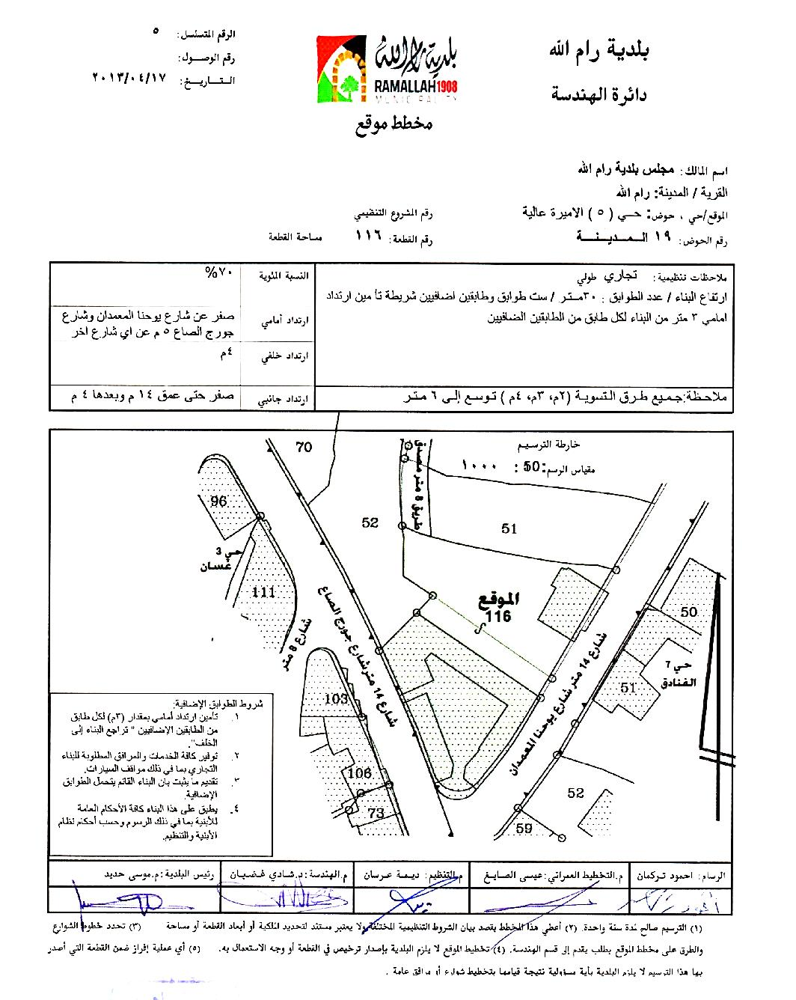 بلدية رام الله
دائرة الهندسة
بلدية رام الله
RAMALLAH 1908
MUNICIPALITY
مخطط موقع
الرقم المتسلسل: ٥
رقم الوصول:
التاريخ: ٢٠١٣/٠٤/١٧
اسم المالك: مجلس بلدية رام الله
القرية / المدينة: رام الله
الموقع/حي ، حوض: حي ( ٥ ) الاميرة عالية
رقم المشروع التنظيمي
رقم الحوض: ١٩ المدينة
رقم القطعة: ١١٦
مساحة القطعة
ملاحظات تنظيمية: تجاري طولي
ارتفاع البناء / عدد الطوابق : ٣٠متر / ست طوابق وطابقين اضافيين شريطة تأمين ارتداد
امامي ٣ متر من البناء لكل طابق من الطابقين الضافيين
ملاحظة:جميع طرق التسوية (٢م، ٣م، ٤م ) توسع إلى ٦ متر
النسبة المئوية
٧٠%
ارتداد أمامي
صفر عن شارع يوحنا المعمدان وشارع
جورج الصاع ٥ م عن اي شارع اخر
ارتداد خلفي
٤م
ارتداد جانبي
صفر حتى عمق ١٤ م وبعدها ٤ م
خارطة الترسيم
مقياس الرسم:50 : ١٠٠٠
70
طريق 8 متر مصدق
96
52
51
حي 3
غسان
111
الموقع
116
50
شارع 8 متر
شارع 14 متر شارع جورج الصاع
شارع 14 متر شارع يوحنا المعمدان
حي 7
الفنادق
51
103
106
73
52
59
شروط الطوابق الإضافية:
١. تأمين ارتداد أمامي بمقدار (٣م) لكل طابق
من الطابقين الإضافيين " تراجع البناء إلى
الخلف".
٢. توفير كافة الخدمات والمرافق المطلوبة للبناء
التجاري بما في ذلك مواقف السيارات.
٣. تقديم ما يثبت بان البناء القائم يتحمل الطوابق
الإضافية.
٤. يطبق على هذا البناء كافة الأحكام العامة
للأبنية بما في ذلك الرسوم وحسب أحكام نظام
الأبنية والتنظيم.
الرسام: احمود تركمان
م.التخطيط العمراني: عيسى الصايغ
م.التنظيم: ديمة عرسان
م.الهندسة: د.شادي غضبان
رئيس البلدية: م.موسى حديد
(١) الترسيم صالح لمدة سنة واحدة. (٢) أعطي هذا المخطط بقصد بيان الشروط التنظيمية المختلفة ولا يعتبر مستند لتحديد الملكية أو أبعاد القطعة أو مساحة (٣) تحدد خطوط الشوارع
والطرق على مخطط الموقع بطلب يقدم إلى قسم الهندسة. (٤) تخطيط الموقع لا يلزم البلدية بإصدار ترخيص في القطعة أو وجه الاستعمال به. (٥) أي عملية إفراز ضمن القطعة التي أصدر
بها هذا الترسيم لا يلزم البلدية بأية مسؤولية نتيجة قيامها بتخطيط شوارع أو مرافق عامة .